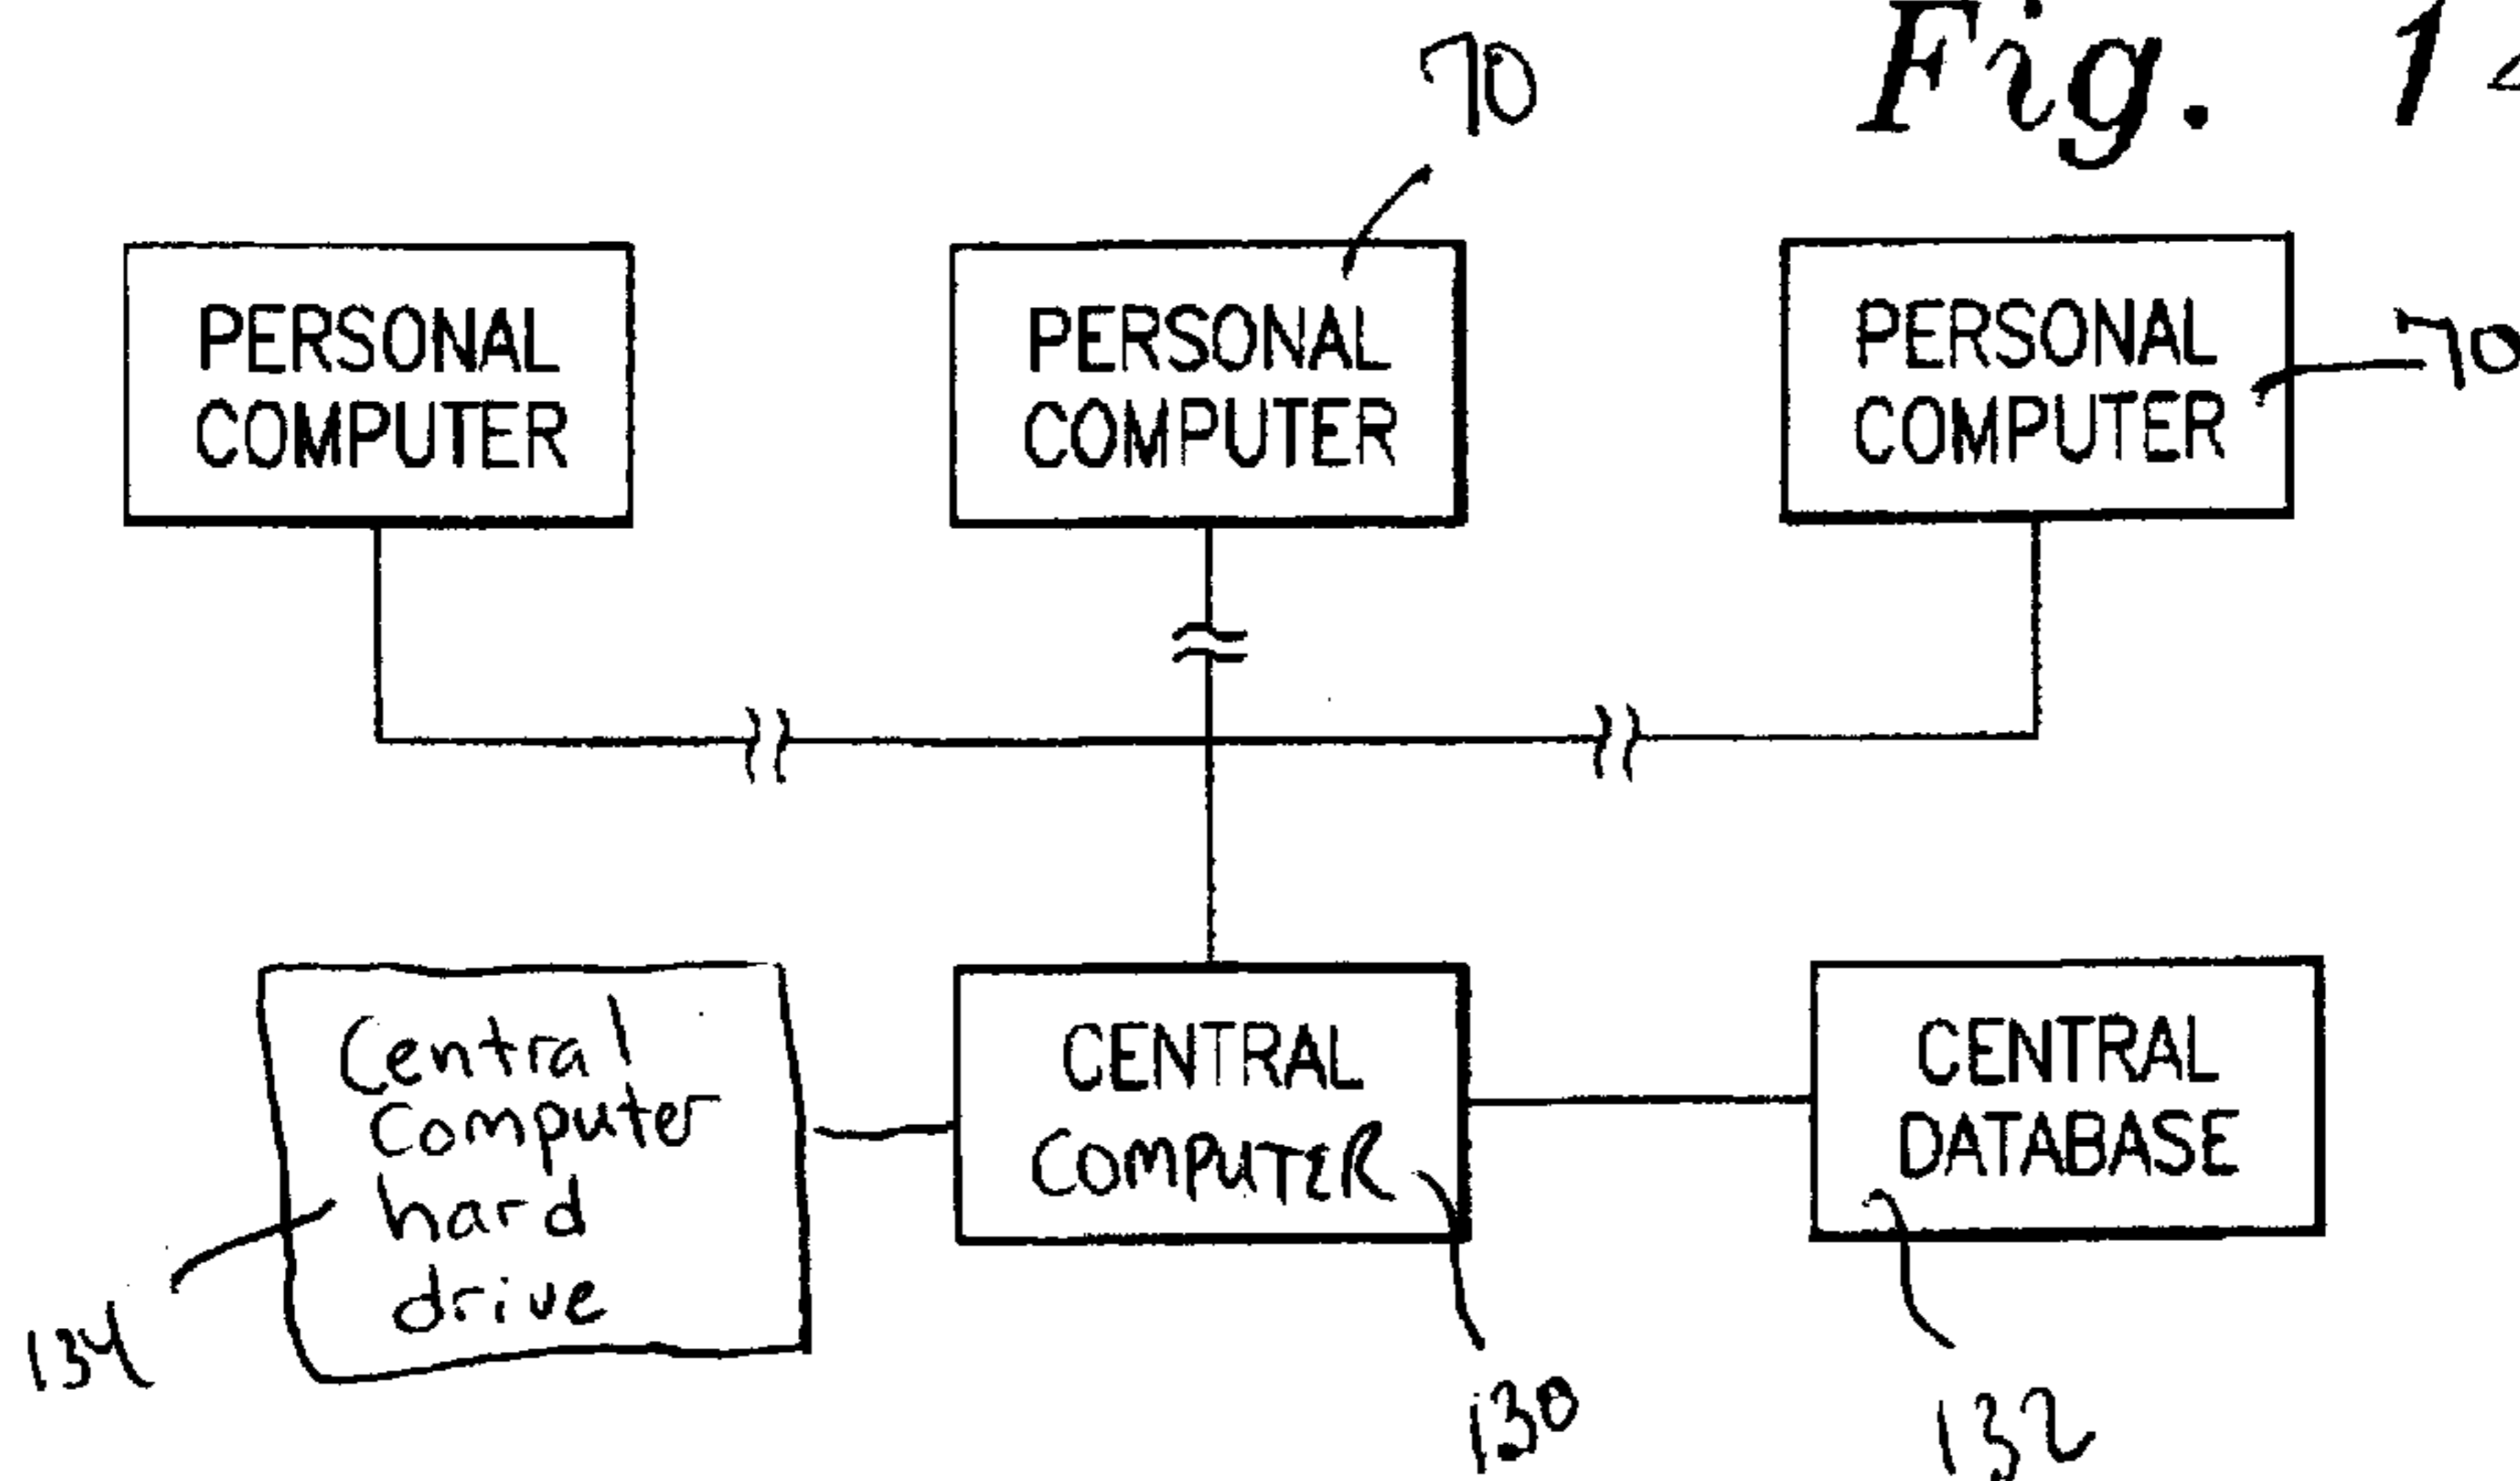 70
Fig. 1
PERSONAL
COMPUTER
PERSONAL
COMPUTER
PERSONAL
COMPUTER
70
Central
Computer
hard
drive
CENTRAL
COMPUTER
CENTRAL
DATABASE
134
130
132